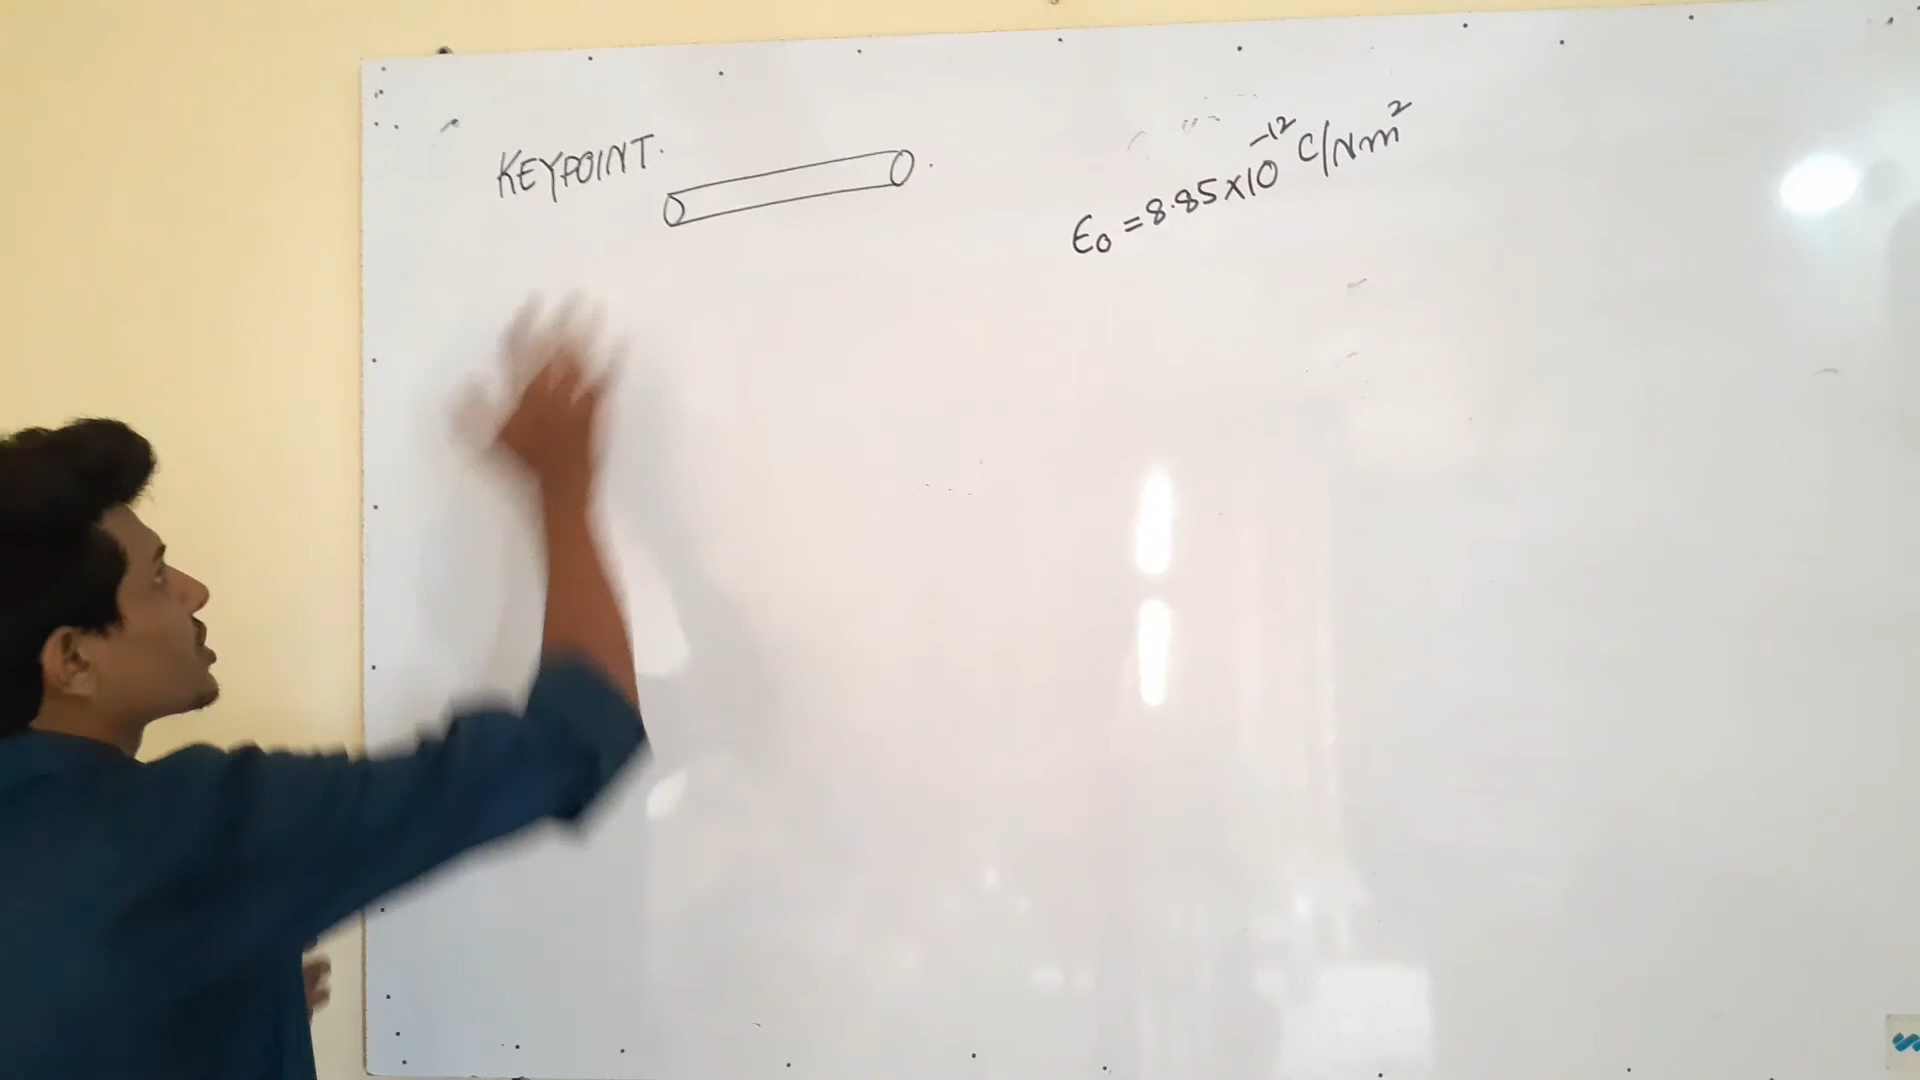 KEYPOINT.
ϵ₀ = 8.85×10⁻¹² C/Nm²